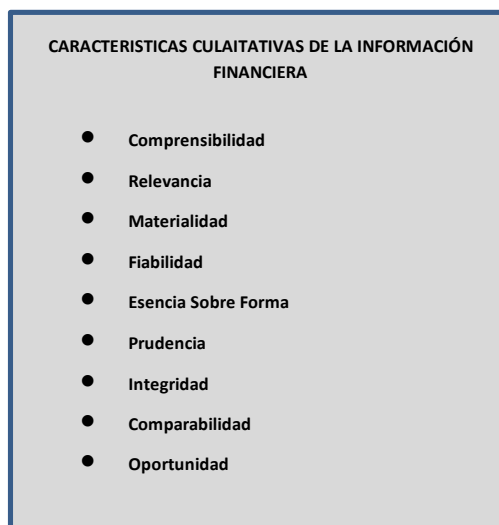 CARACTERISTICAS CULAITATIVAS DE LA INFORMACIÓN
FINANCIERA
● Comprensibilidad
● Relevancia
● Materialidad
● Fiabilidad
● Esencia Sobre Forma
● Prudencia
● Integridad
● Comparabilidad
● Oportunidad